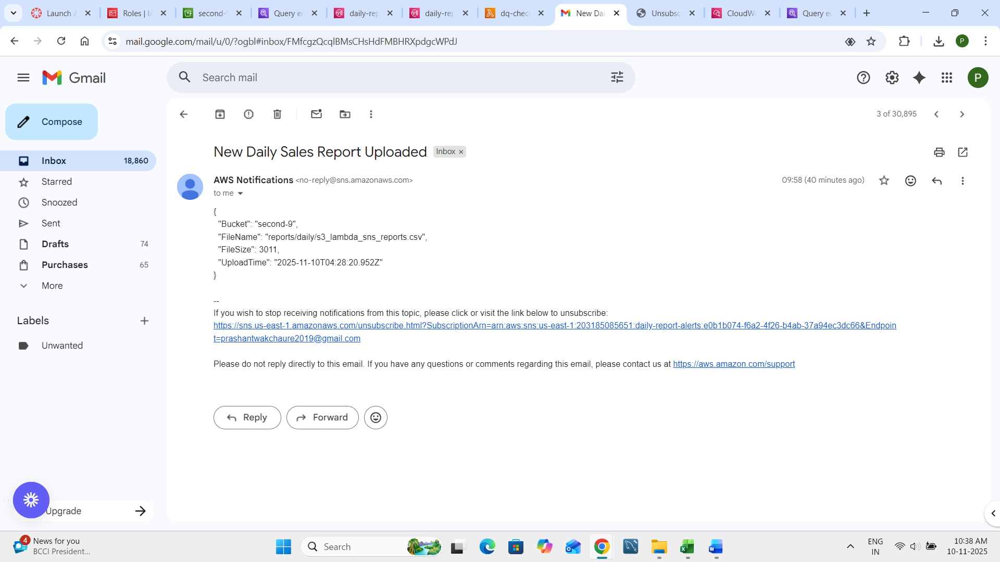 Launch A
Roles | IA
second-9
Query ed
daily-rep
daily-rep
dq-chec
New Dai
Unsubsc
CloudWa
Query ed
mail.google.com/mail/u/0/?ogbl#inbox/FMfcgzQcqlBMsCHsHdFMBHRXpdgcWPdJ
P
Gmail
Search mail
P
Compose
3 of 30,895
Inbox 18,860
Starred
Snoozed
Sent
Drafts 74
Purchases 65
More
Labels
Unwanted
Upgrade
New Daily Sales Report Uploaded Inbox
AWS Notifications <no-reply@sns.amazonaws.com> 09:58 (40 minutes ago)
to me
{
"Bucket": "second-9",
"FileName": "reports/daily/s3_lambda_sns_reports.csv",
"FileSize": 3011,
"UploadTime": "2025-11-10T04:28:20.952Z"
}
--
If you wish to stop receiving notifications from this topic, please click or visit the link below to unsubscribe:
https://sns.us-east-1.amazonaws.com/unsubscribe.html?SubscriptionArn=arn:aws:sns:us-east-1:203185085651:daily-report-alerts:e0b1b074-f6a2-4f26-b4ab-37a94ec3dc66&Endpoin
t=prashantwakchaure2019@gmail.com
Please do not reply directly to this email. If you have any questions or comments regarding this email, please contact us at https://aws.amazon.com/support
Reply
Forward
4
News for you
BCCI President...
Search
ENG
IN
10:38 AM
10-11-2025